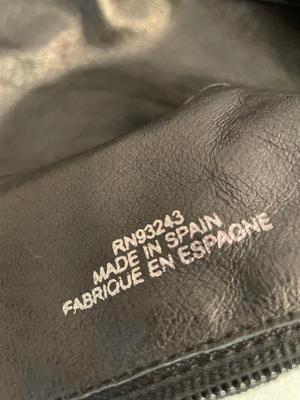 RN93243
MADE IN SPAIN
FABRIQUE EN ESPAGNE